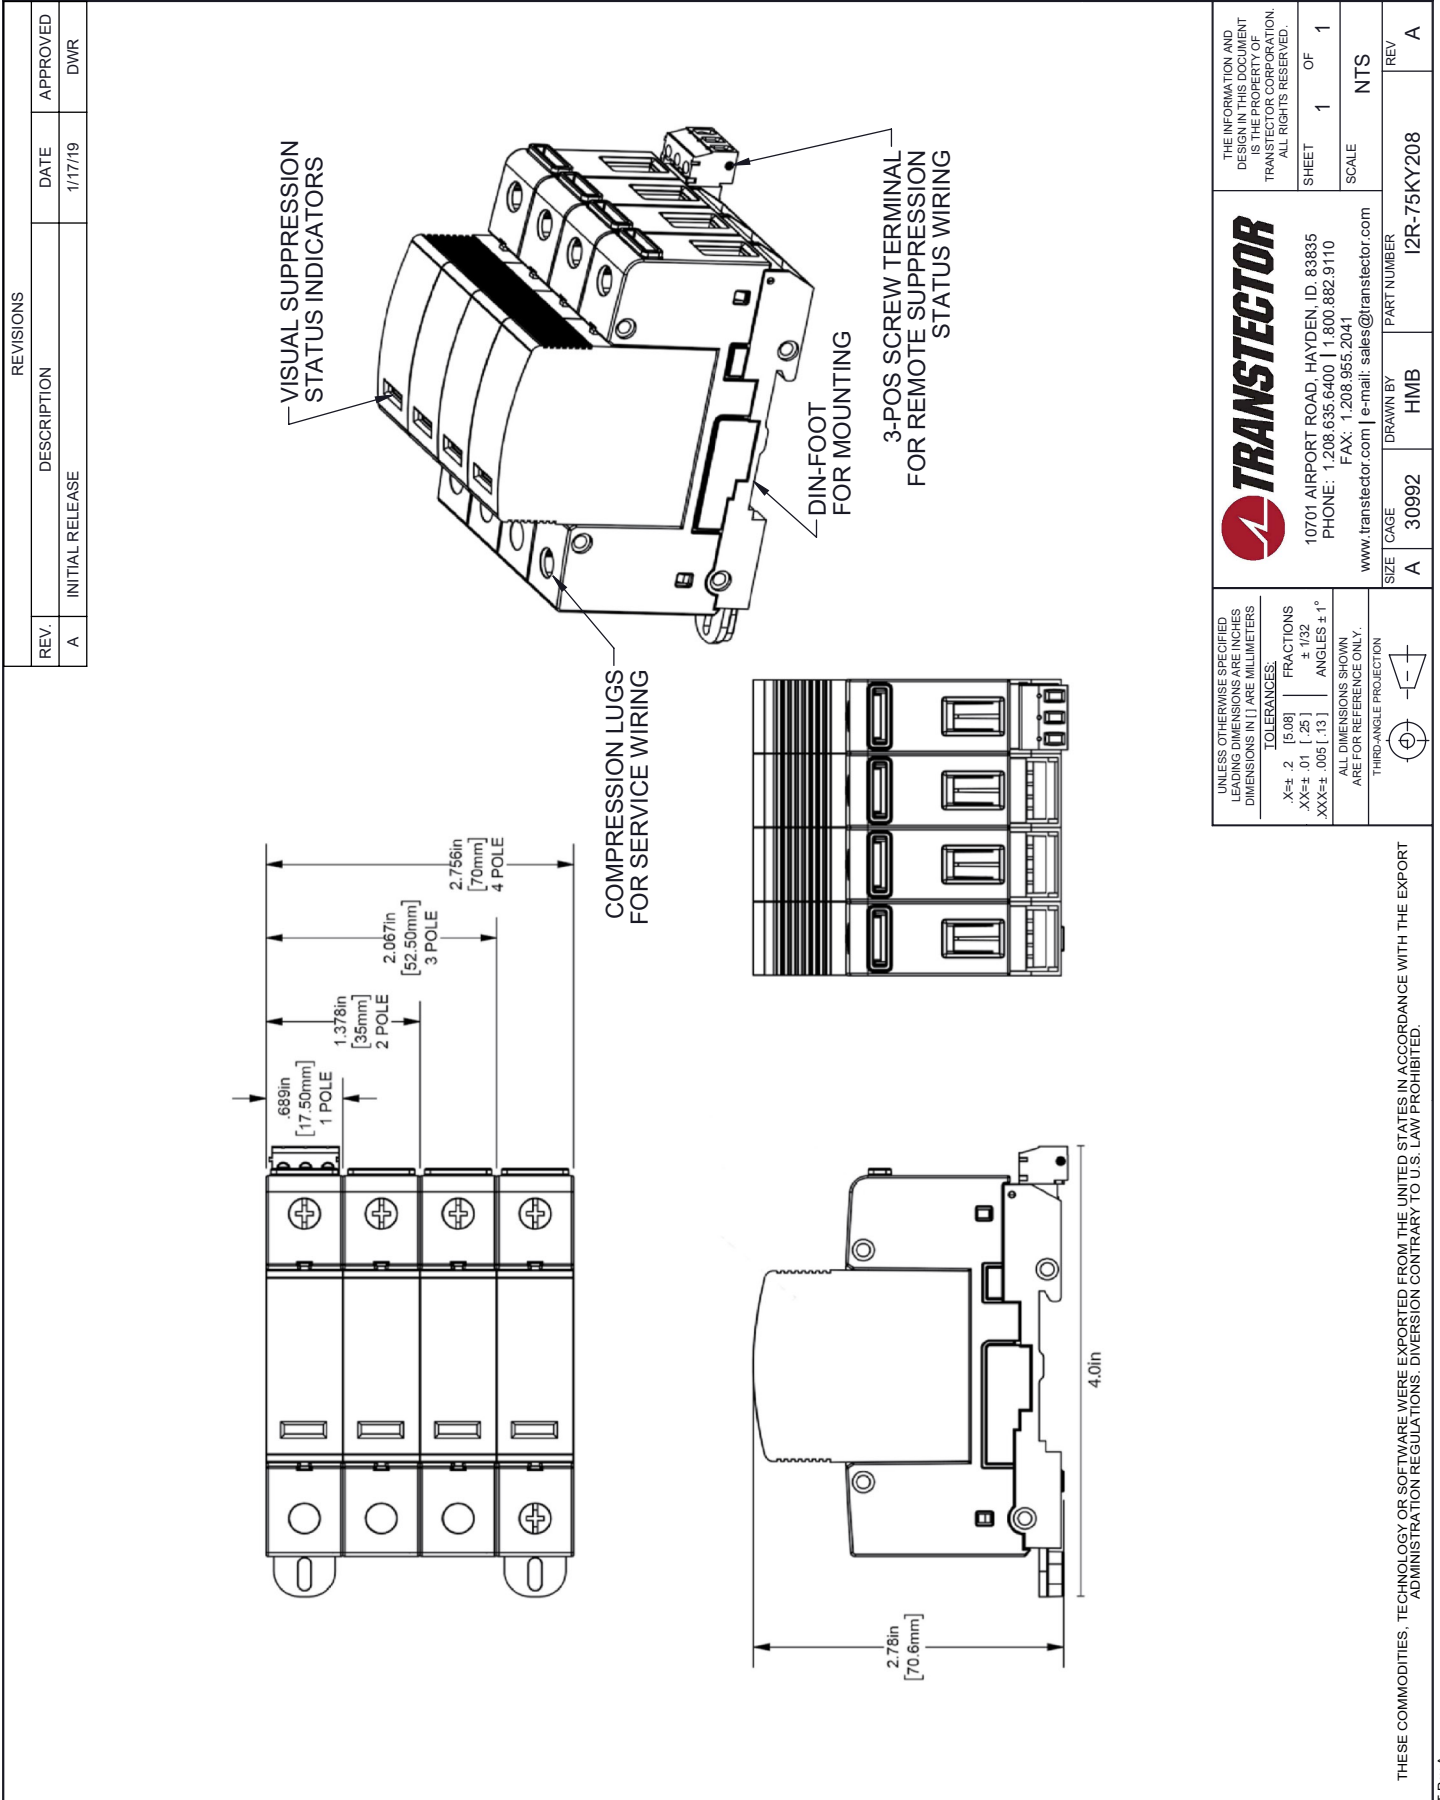 REVISIONS
REV. DESCRIPTION DATE APPROVED
A INITIAL RELEASE 1/17/19 DWR
.689in
[17.50mm]
1 POLE
1.378in
[35mm]
2 POLE
2.067in
[52.50mm]
3 POLE
2.756in
[70mm]
4 POLE
VISUAL SUPPRESSION
STATUS INDICATORS
COMPRESSION LUGS
FOR SERVICE WIRING
DIN-FOOT
FOR MOUNTING
3-POS SCREW TERMINAL
FOR REMOTE SUPPRESSION
STATUS WIRING
2.78in
[70.6mm]
4.0in
UNLESS OTHERWISE SPECIFIED
LEADING DIMENSIONS ARE INCHES
DIMENSIONS IN [ ] ARE MILLIMETERS
TOLERANCES:
.X=± .2 [5.08] FRACTIONS
.XX=± .01 [ .25 ] ± 1/32
.XXX=± .005 [ .13 ] ANGLES ± 1°
ALL DIMENSIONS SHOWN
ARE FOR REFERENCE ONLY.
THIRD-ANGLE PROJECTION
TRANSTECTOR
10701 AIRPORT ROAD, HAYDEN, ID. 83835
PHONE: 1.208.635.6400 | 1.800.882.9110
FAX: 1.208.955.2041
www.transtector.com | e-mail: sales@transtector.com
THE INFORMATION AND
DESIGN IN THIS DOCUMENT
IS THE PROPERTY OF
TRANSTECTOR CORPORATION.
ALL RIGHTS RESERVED.
SHEET 1 OF 1
SCALE NTS
SIZE A
CAGE 30992
DRAWN BY HMB
PART NUMBER I2R-75KY208
REV A
THESE COMMODITIES, TECHNOLOGY OR SOFTWARE WERE EXPORTED FROM THE UNITED STATES IN ACCORDANCE WITH THE EXPORT
ADMINISTRATION REGULATIONS. DIVERSION CONTRARY TO U.S. LAW PROHIBITED.